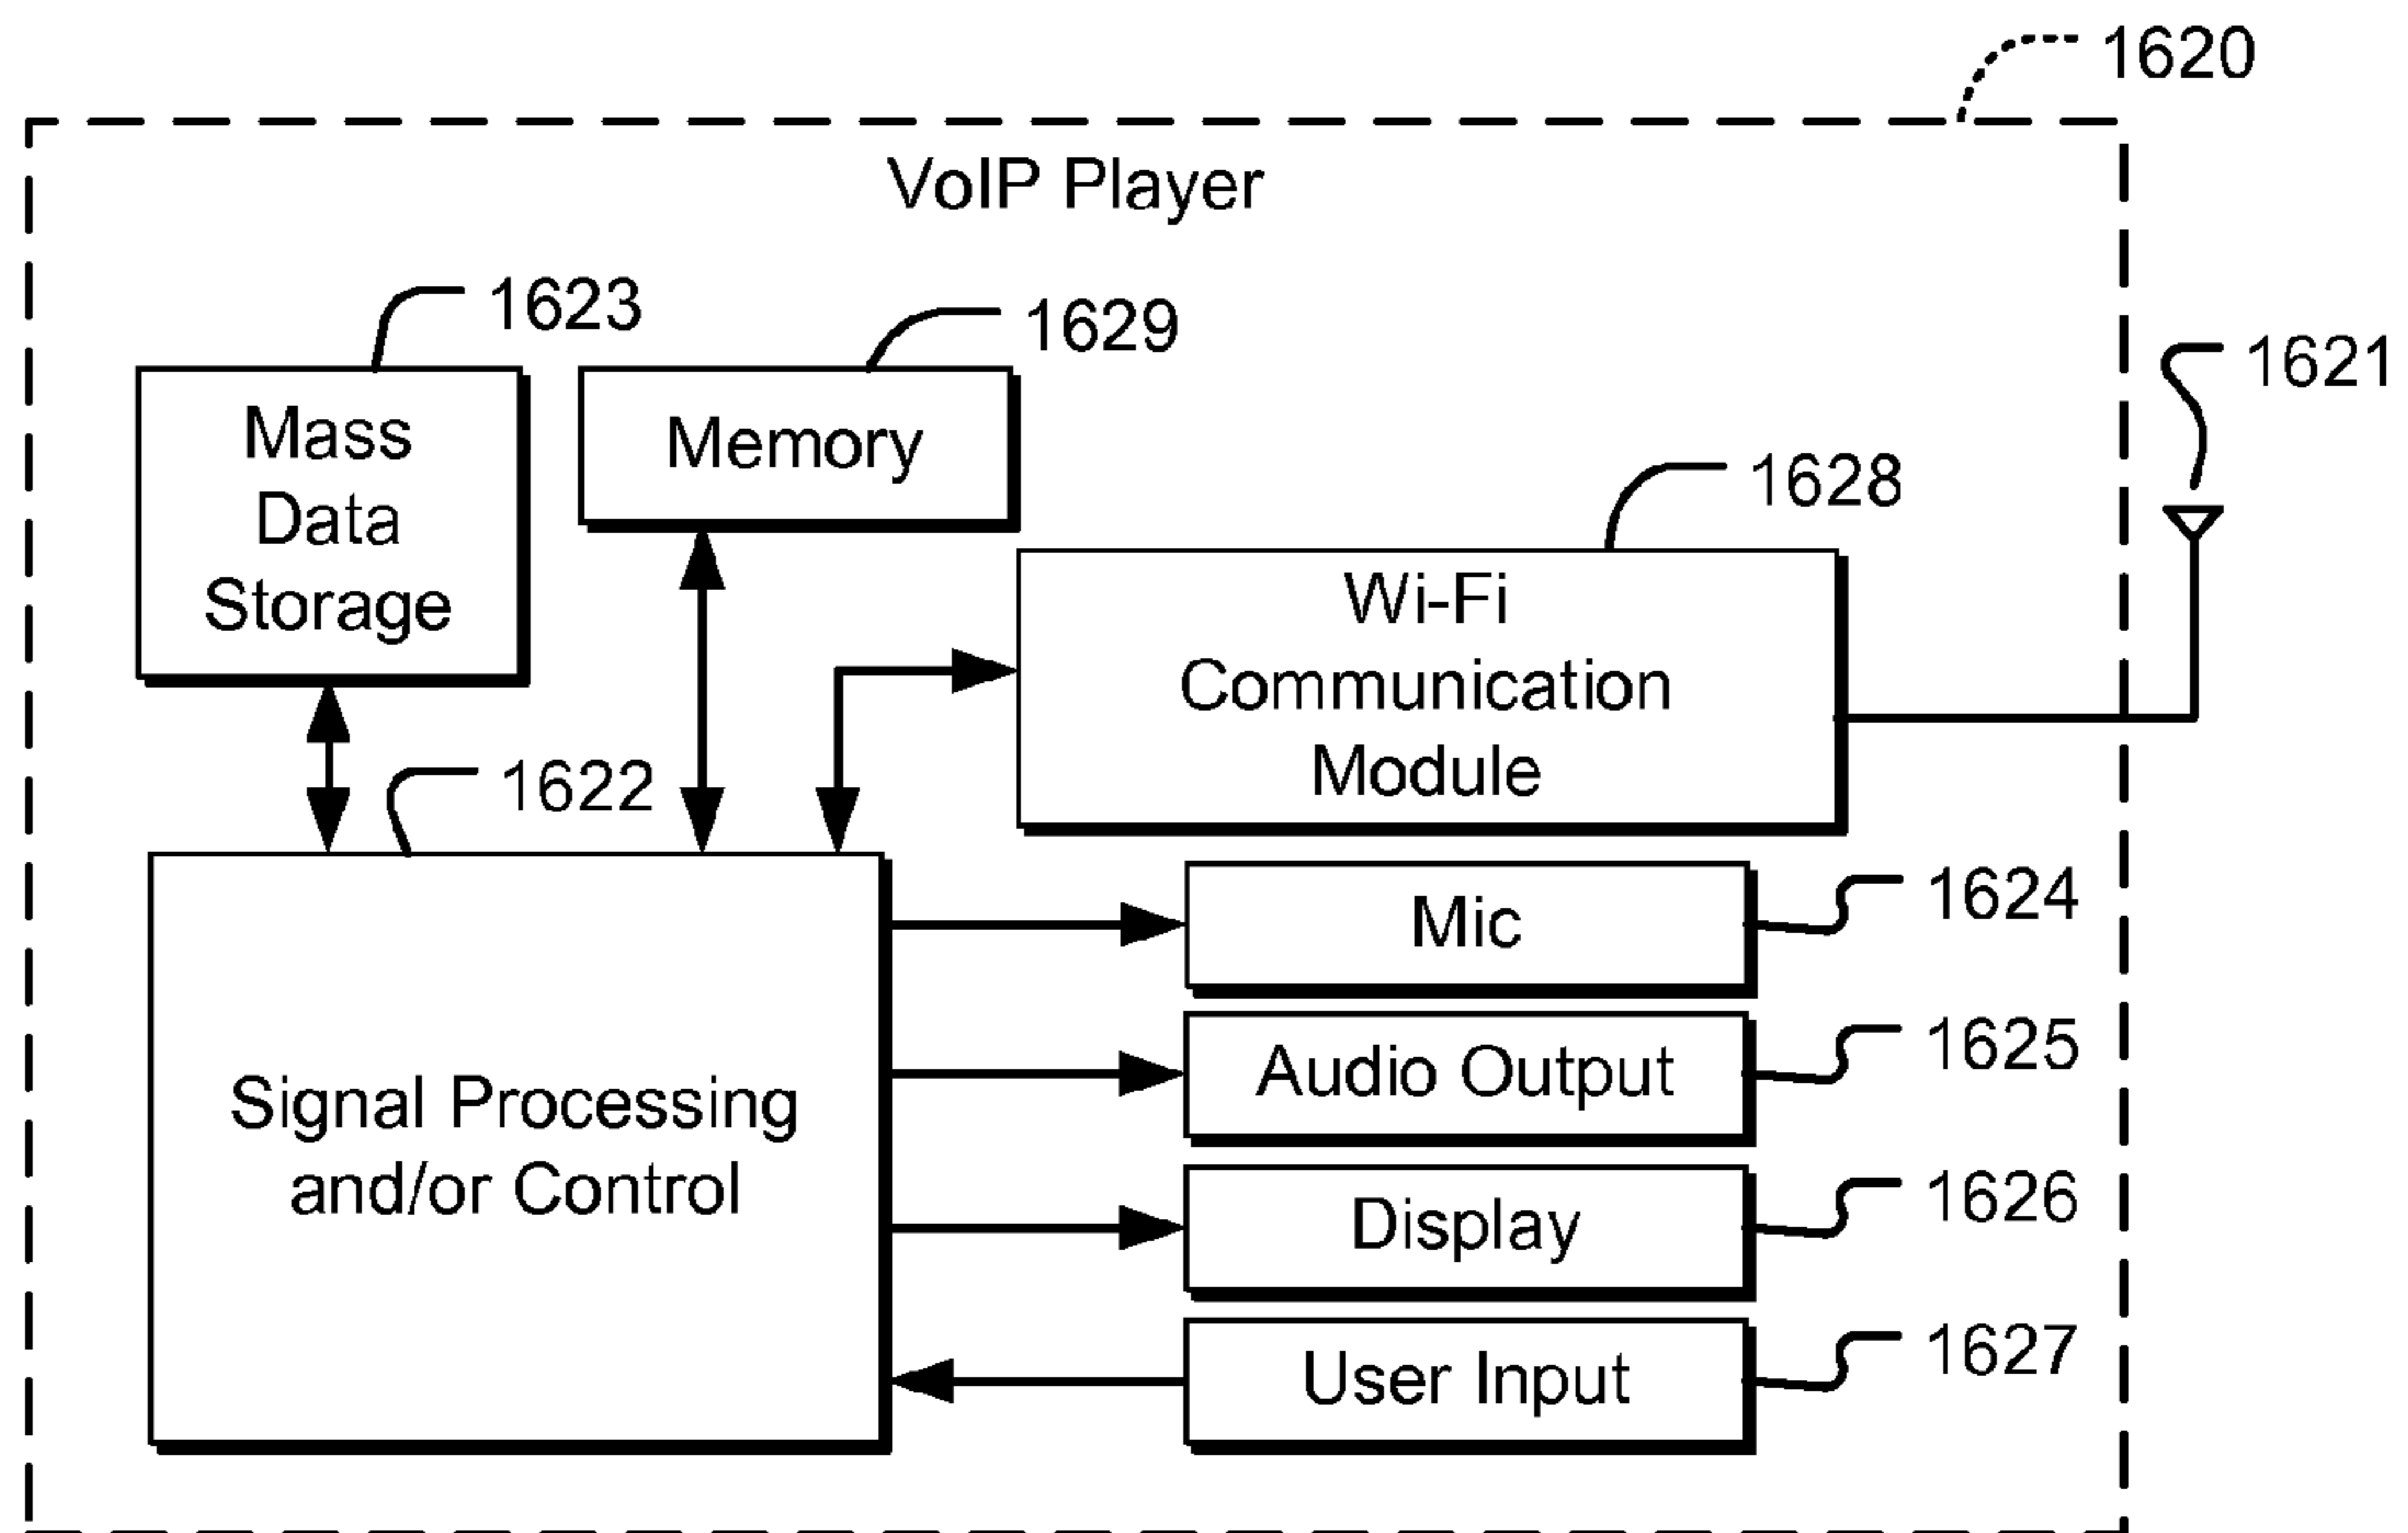 1620
VoIP Player
1623
1629
1621
Mass
Data
Storage
Memory
1628
Wi-Fi
Communication
Module
1622
Mic
1624
Signal Processing
and/or Control
Audio Output
1625
Display
1626
User Input
1627